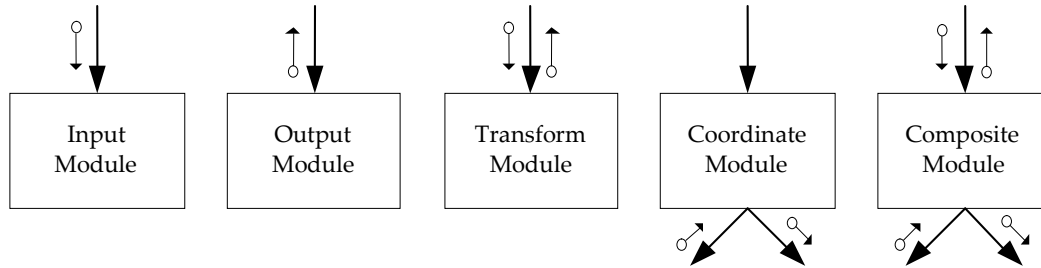 Input
Module
Output
Module
Transform
Module
Coordinate
Module
Composite
Module